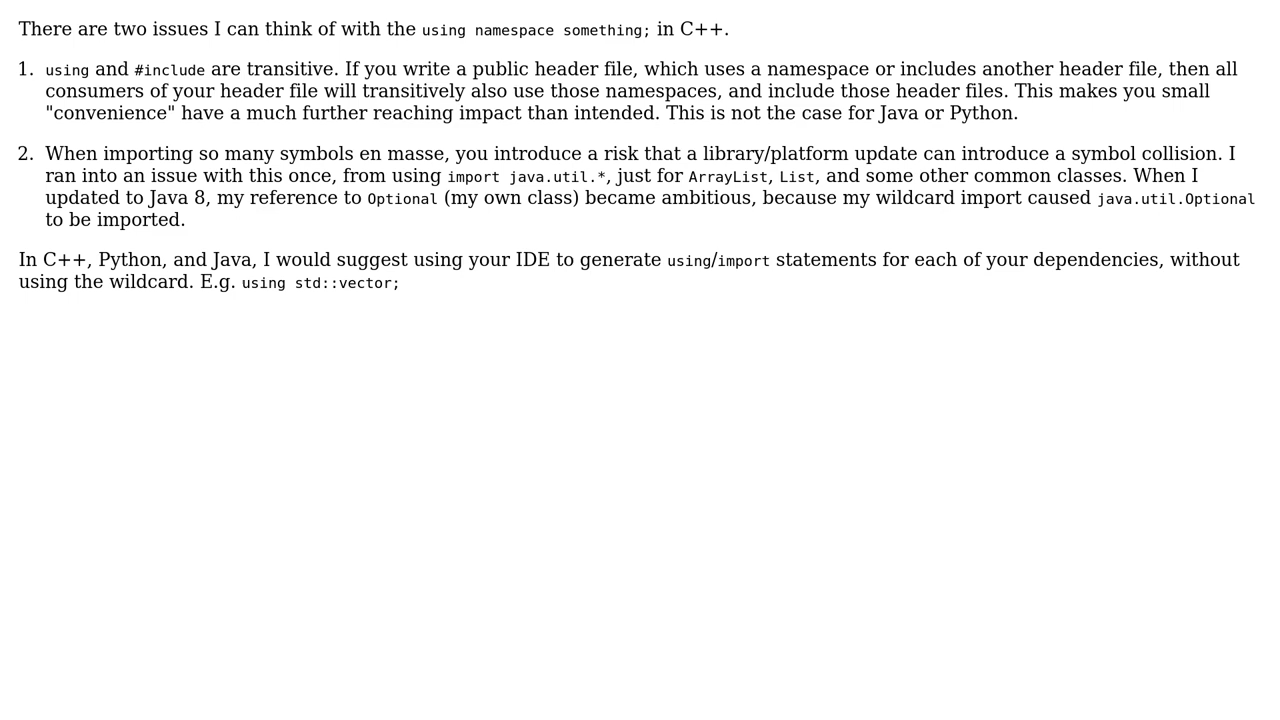 There are two issues I can think of with the using namespace something; in C++.
1. using and #include are transitive. If you write a public header file, which uses a namespace or includes another header file, then all
consumers of your header file will transitively also use those namespaces, and include those header files. This makes you small
"convenience" have a much further reaching impact than intended. This is not the case for Java or Python.
2. When importing so many symbols en masse, you introduce a risk that a library/platform update can introduce a symbol collision. I
ran into an issue with this once, from using import java.util.*, just for ArrayList, List, and some other common classes. When I
updated to Java 8, my reference to Optional (my own class) became ambitious, because my wildcard import caused java.util.Optional
to be imported.
In C++, Python, and Java, I would suggest using your IDE to generate using/import statements for each of your dependencies, without
using the wildcard. E.g. using std::vector;